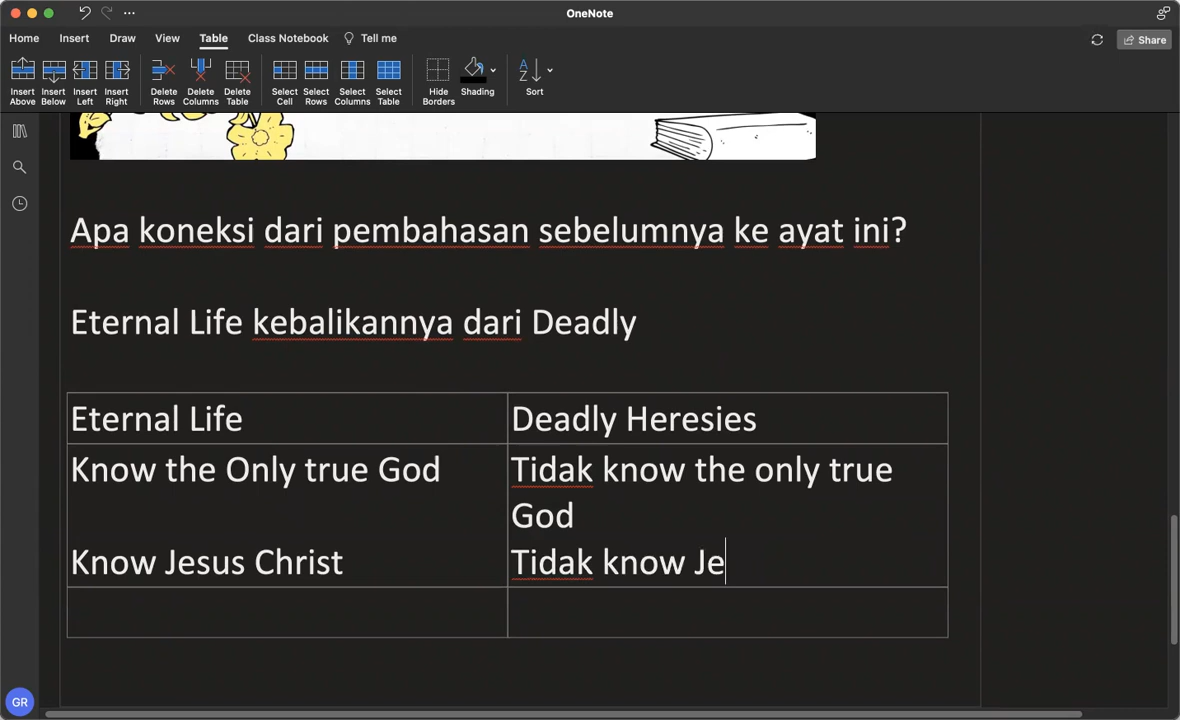 OneNote
Home Insert Draw View Table Class Notebook Tell me Share
Insert Above Insert Below Insert Left Insert Right Delete Rows Delete Columns Delete Table Select Cell Select Rows Select Columns Select Table Hide Borders Shading Sort
Apa koneksi dari pembahasan sebelumnya ke ayat ini?
Eternal Life kebalikannya dari Deadly
Eternal Life Deadly Heresies
Know the Only true God Tidak know the only true
God
Know Jesus Christ Tidak know Je
GR